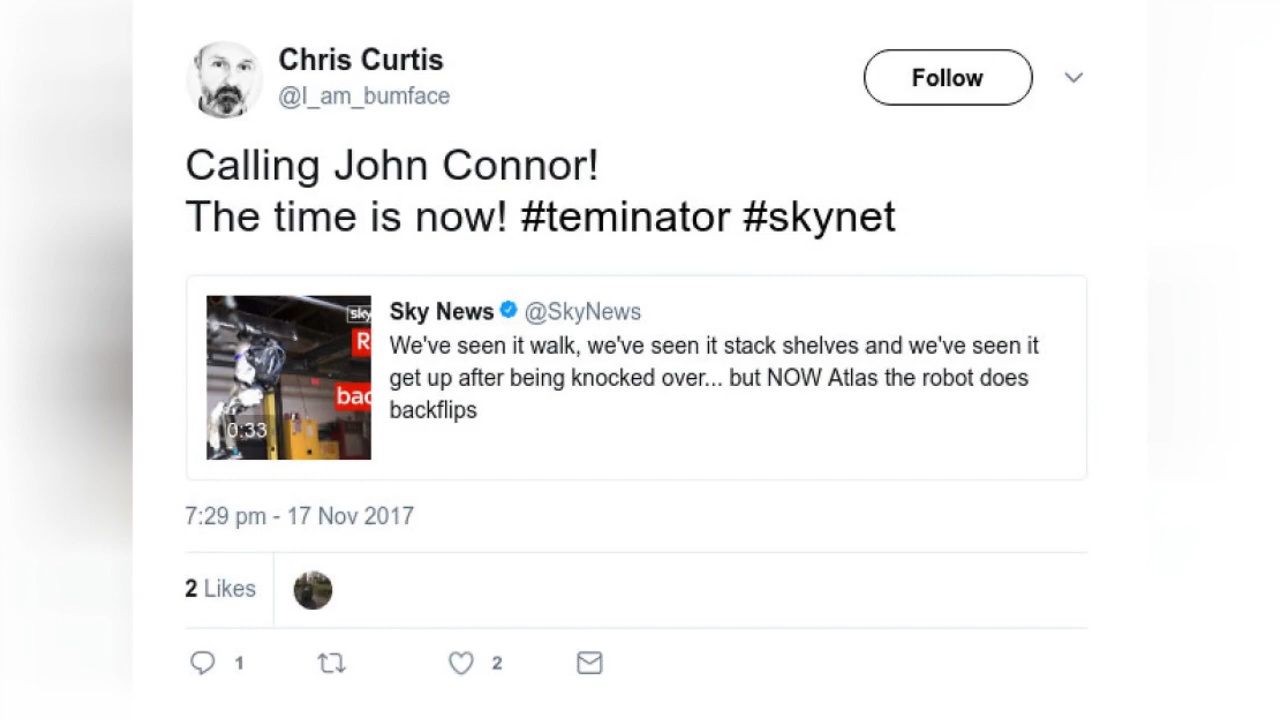 Chris Curtis
@I_am_bumface
Follow
Calling John Connor!
The time is now! #teminator #skynet
sky
R
bac
0:33
Sky News @SkyNews
We've seen it walk, we've seen it stack shelves and we've seen it
get up after being knocked over... but NOW Atlas the robot does
backflips
7:29 pm - 17 Nov 2017
2 Likes
1
2